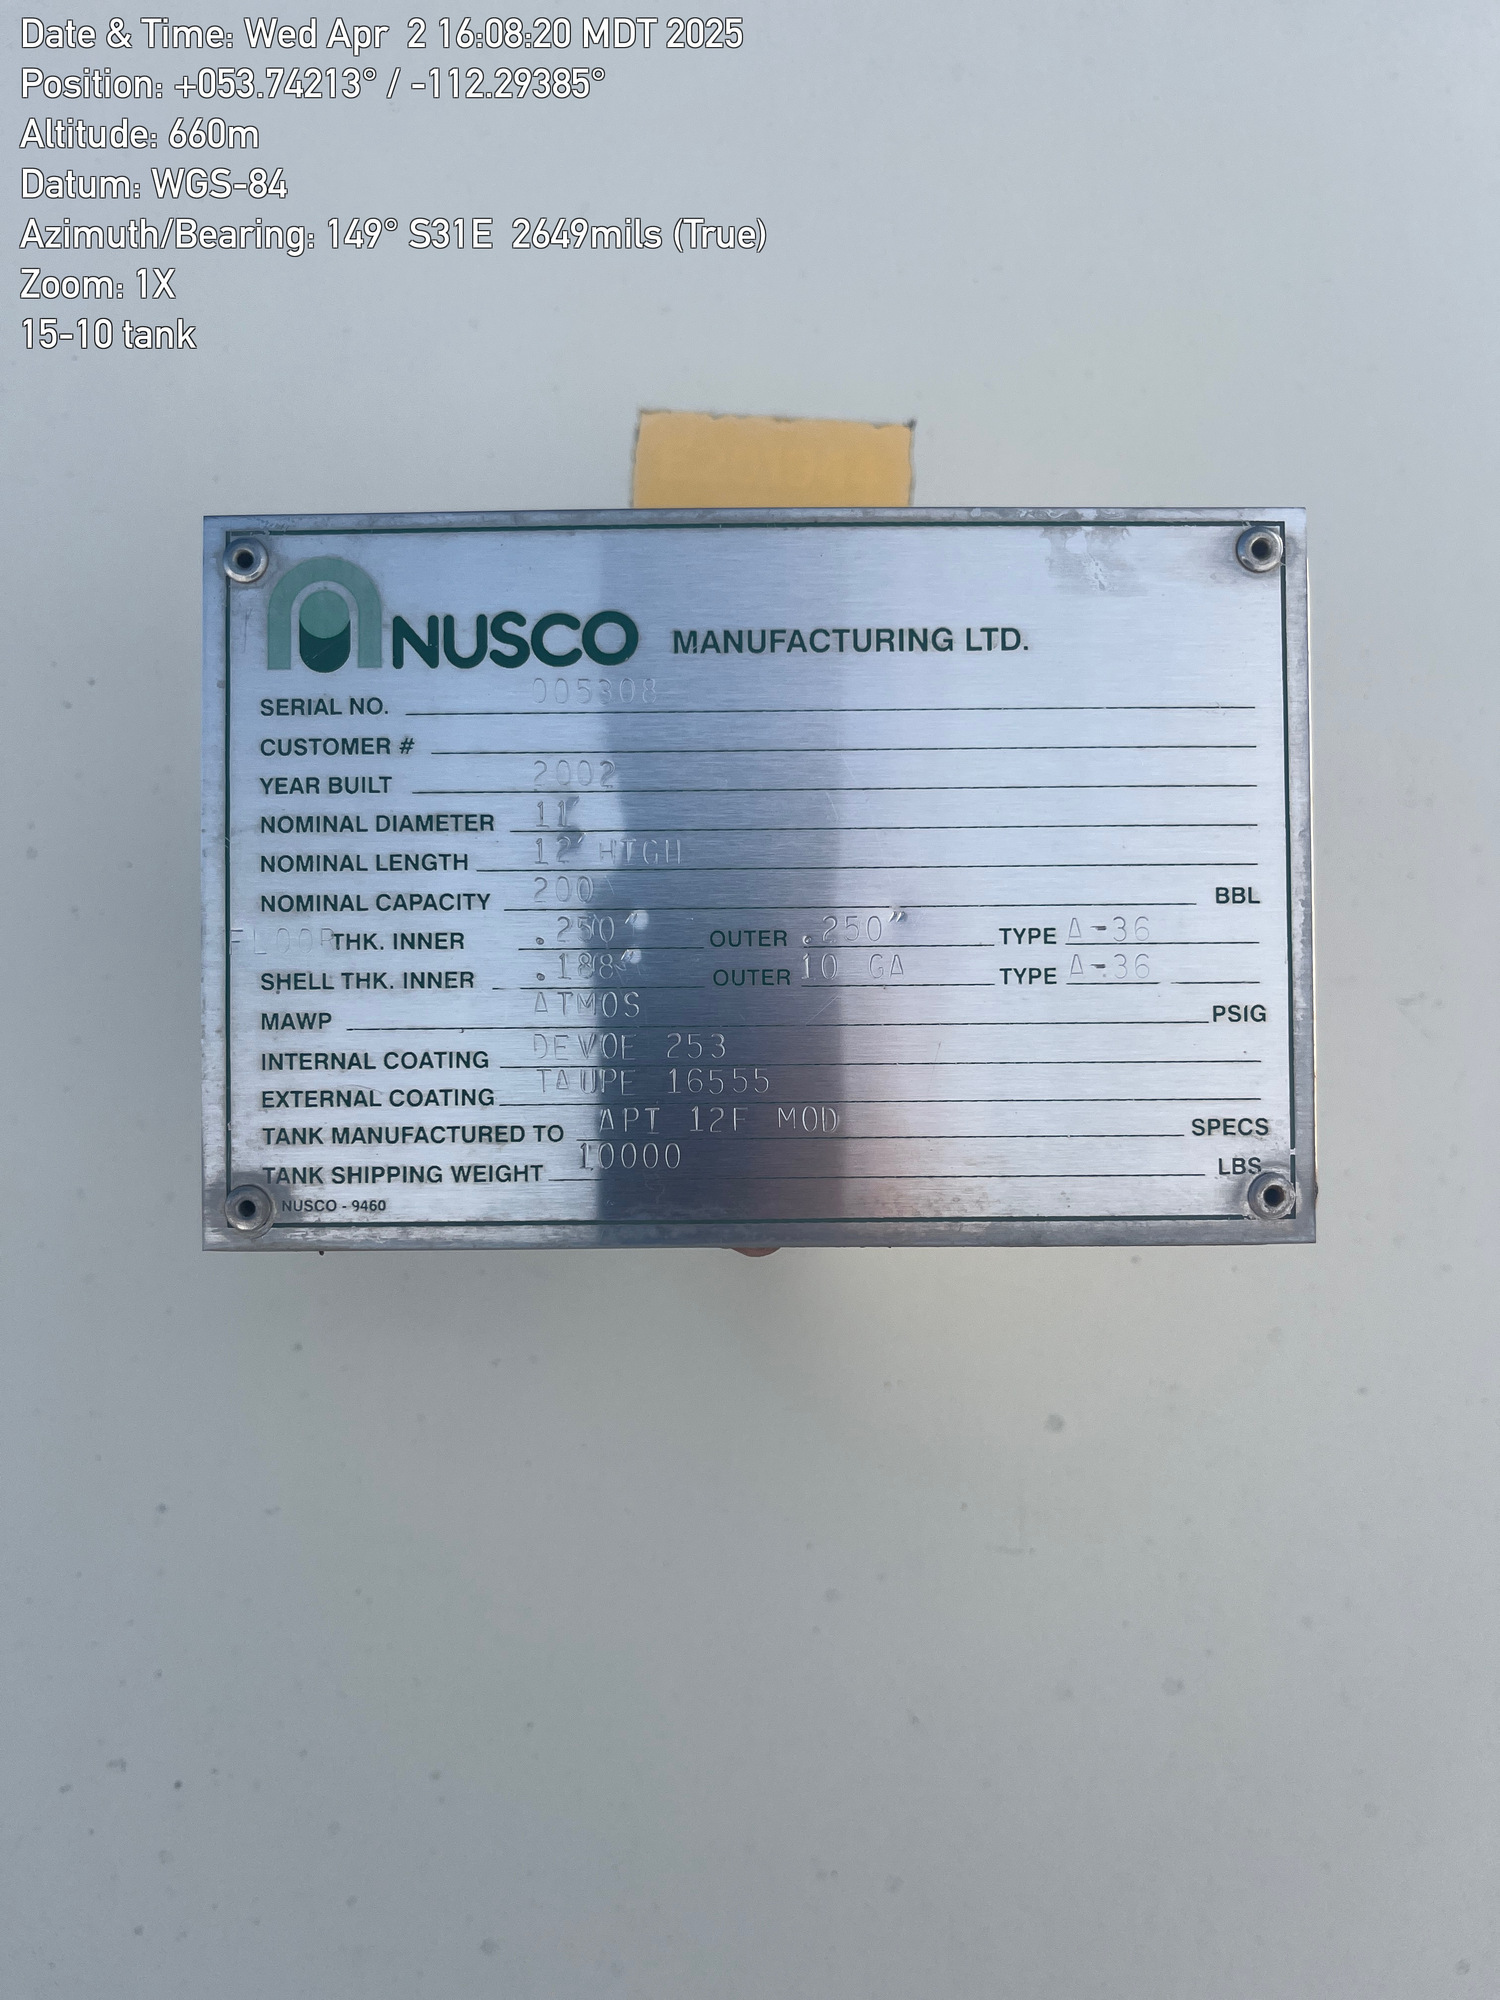 Date & Time: Wed Apr 2 16:08:20 MDT 2025
Position: +053.74213° / -112.29385°
Altitude: 660m
Datum: WGS-84
Azimuth/Bearing: 149° S31E 2649mils (True)
Zoom: 1X
15-10 tank
NUSCO MANUFACTURING LTD.
SERIAL NO. 005308
CUSTOMER #
YEAR BUILT 2002
NOMINAL DIAMETER 11'
NOMINAL LENGTH 12' HIGH
NOMINAL CAPACITY 200 BBL
FLOOR THK. INNER .250" OUTER .250" TYPE A-36
SHELL THK. INNER .188" OUTER 10 GA TYPE A-36
MAWP ATMOS PSIG
INTERNAL COATING DEVOE 253
EXTERNAL COATING TAUPE 16555
TANK MANUFACTURED TO API 12F MOD SPECS
TANK SHIPPING WEIGHT 10000 LBS
NUSCO - 9460